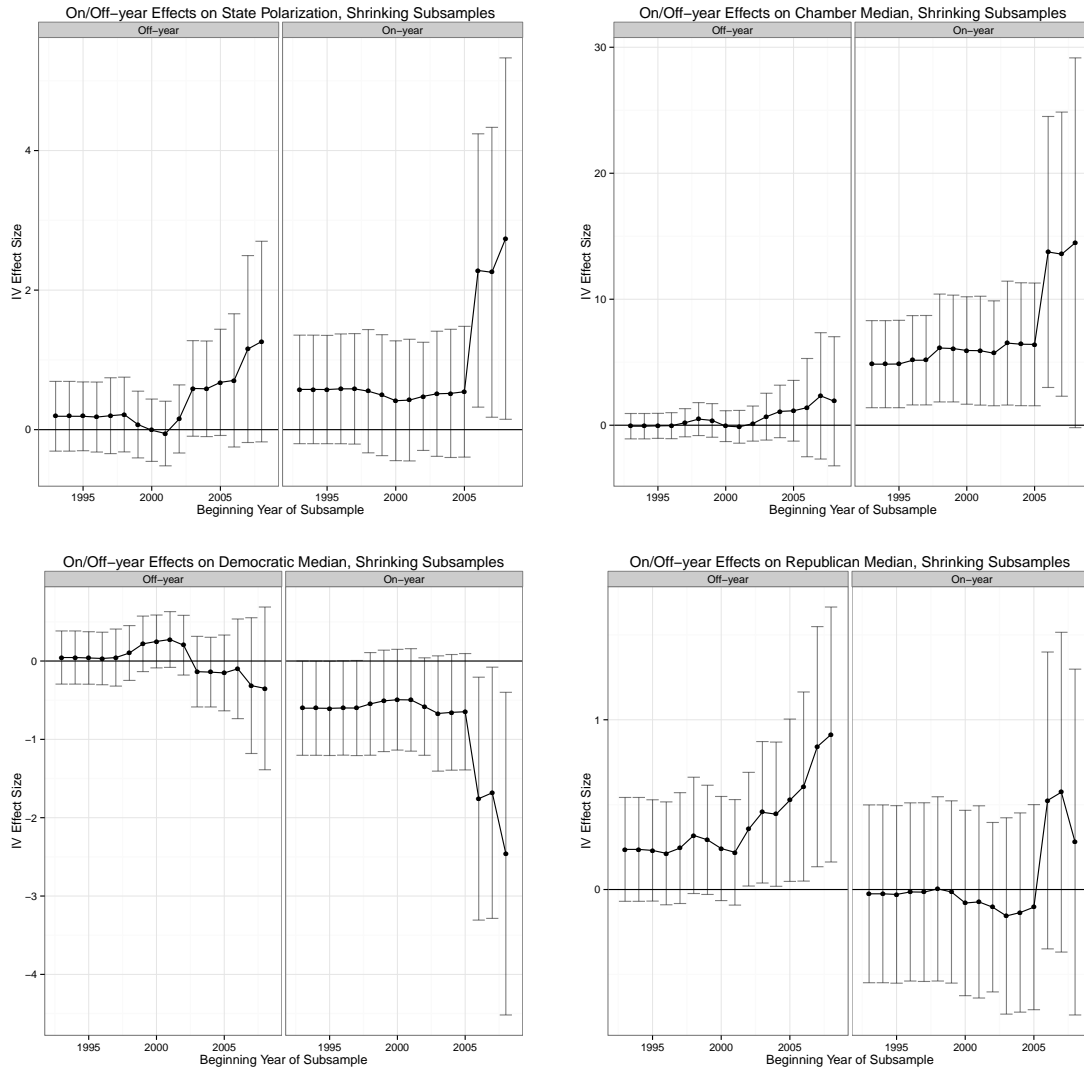 On/Off−year Effects on State Polarization, Shrinking Subsamples
Off−year On−year
4
2
0
IV Effect Size
1995 2000 2005 1995 2000 2005
Beginning Year of Subsample
On/Off−year Effects on Chamber Median, Shrinking Subsamples
Off−year On−year
30
20
10
0
IV Effect Size
1995 2000 2005 1995 2000 2005
Beginning Year of Subsample
On/Off−year Effects on Democratic Median, Shrinking Subsamples
Off−year On−year
0
−1
−2
−3
−4
IV Effect Size
1995 2000 2005 1995 2000 2005
Beginning Year of Subsample
On/Off−year Effects on Republican Median, Shrinking Subsamples
Off−year On−year
1
0
IV Effect Size
1995 2000 2005 1995 2000 2005
Beginning Year of Subsample